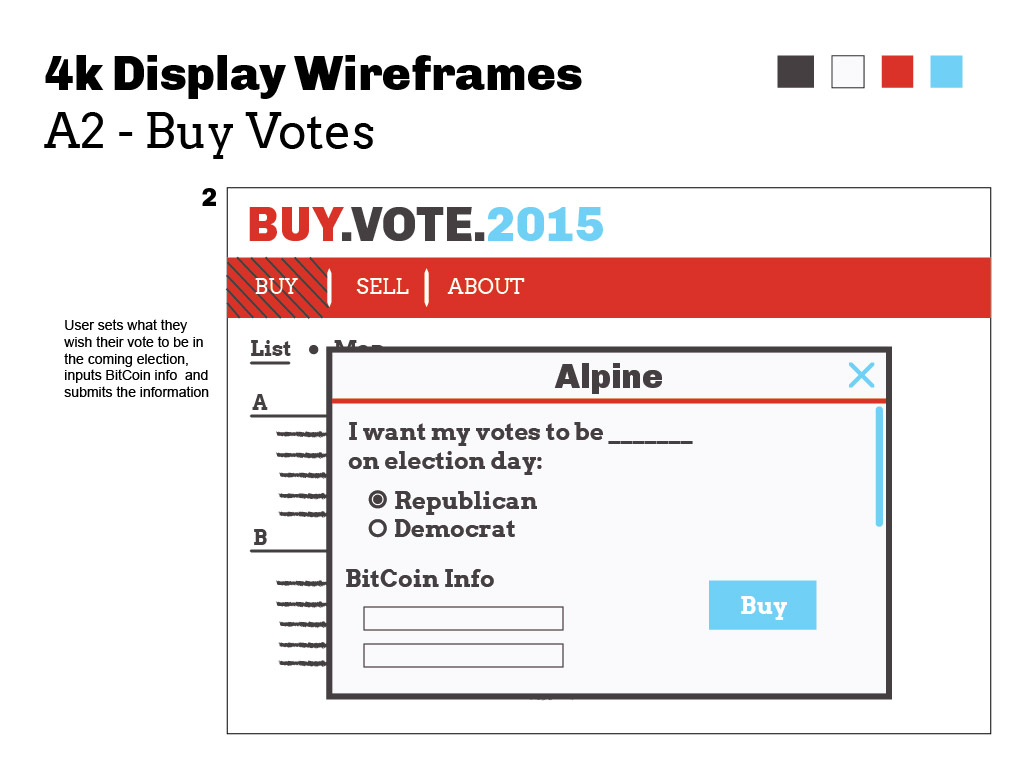 4k Display Wireframes
A2 - Buy Votes
2
BUY.VOTE.2015
BUY
SELL
ABOUT
User sets what they
wish their vote to be in
the coming election,
inputs BitCoin info and
submits the information
List • Map
A
B
Alpine
I want my votes to be _______
on election day:
Republican
Democrat
BitCoin Info
Buy